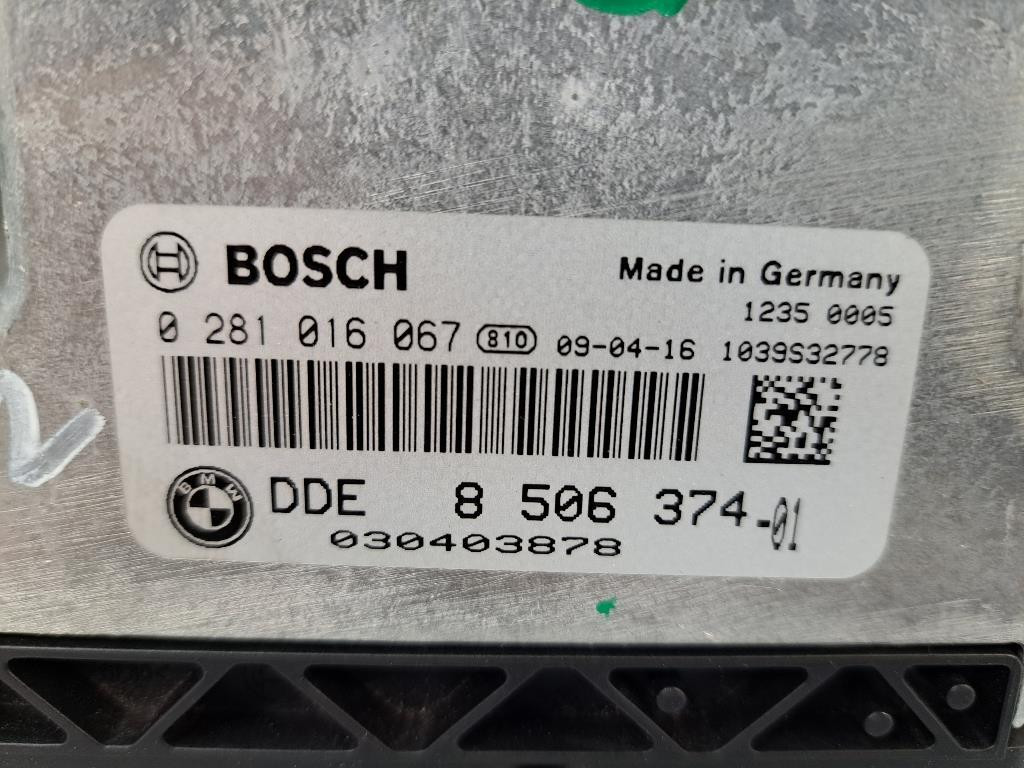 BOSCH
Made in Germany
1235 0005
0 281 016 067 810 09-04-16 1039S32778
BMW
DDE 8 506 374-01
030403878